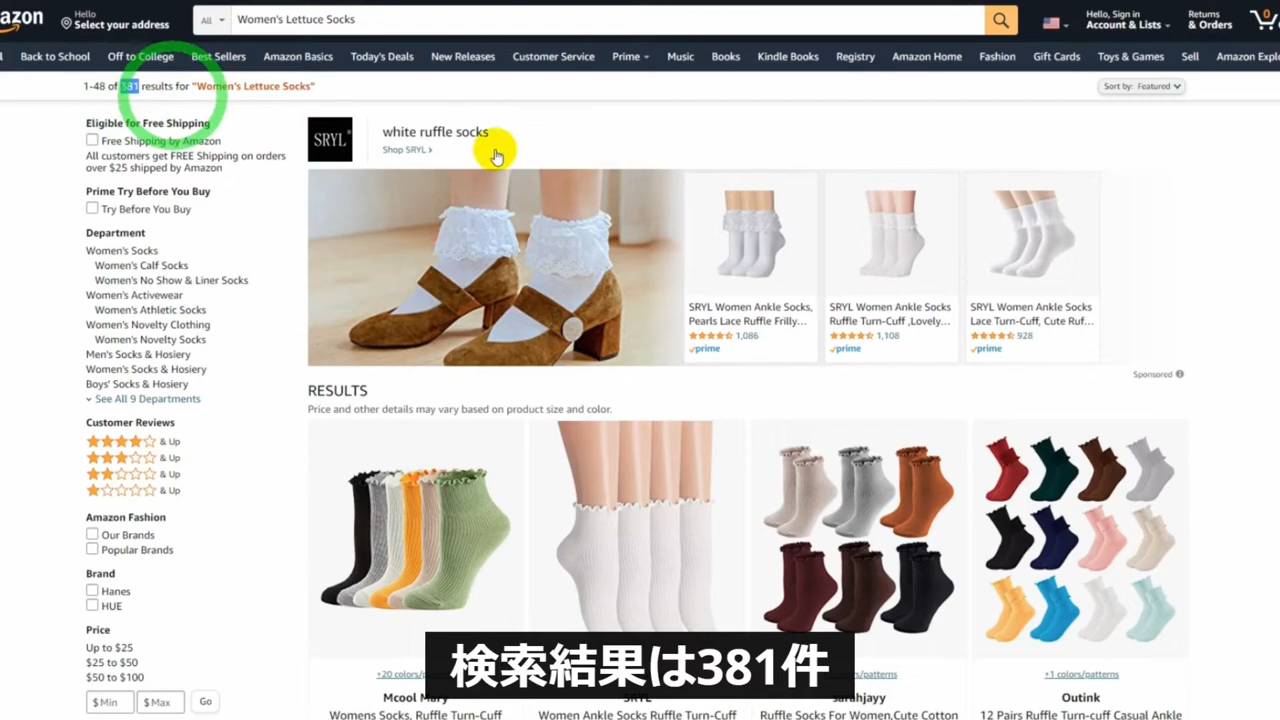 azon
Hello
Select your address
All
Women's Lettuce Socks
Hello, Sign in
Account & Lists
Returns
& Orders
0
Back to School
Off to College
Best Sellers
Amazon Basics
Today's Deals
New Releases
Customer Service
Prime
Music
Books
Kindle Books
Registry
Amazon Home
Fashion
Gift Cards
Toys & Games
Sell
Amazon Explo
1-48 of 381 results for "Women's Lettuce Socks"
Sort by: Featured
Eligible for Free Shipping
Free Shipping by Amazon
All customers get FREE Shipping on orders
over $25 shipped by Amazon
Prime Try Before You Buy
Try Before You Buy
Department
Women's Socks
Women's Calf Socks
Women's No Show & Liner Socks
Women's Activewear
Women's Athletic Socks
Women's Novelty Clothing
Women's Novelty Socks
Men's Socks & Hosiery
Women's Socks & Hosiery
Boys' Socks & Hosiery
See All 9 Departments
Customer Reviews
& Up
& Up
& Up
& Up
Amazon Fashion
Our Brands
Popular Brands
Brand
Hanes
HUE
Price
Up to $25
$25 to $50
$50 to $100
$ Min
$ Max
Go
SRYL®
white ruffle socks
Shop SRYL ›
SRYL Women Ankle Socks,
Pearls Lace Ruffle Frilly...
1,086
prime
SRYL Women Ankle Socks
Ruffle Turn-Cuff ,Lovely...
1,108
prime
SRYL Women Ankle Socks
Lace Turn-Cuff, Cute Ruf...
928
prime
Sponsored
RESULTS
Price and other details may vary based on product size and color.
+20 colors/pa
Mcool Mary
Womens Socks, Ruffle Turn-Cuff
SRYL
Women Ankle Socks Ruffle Turn-Cuff
/patterns
sarahjayy
Ruffle Socks For Women,Cute Cotton
+1 colors/patterns
Outink
12 Pairs Ruffle Turn-Cuff Casual Ankle
検索結果は381件